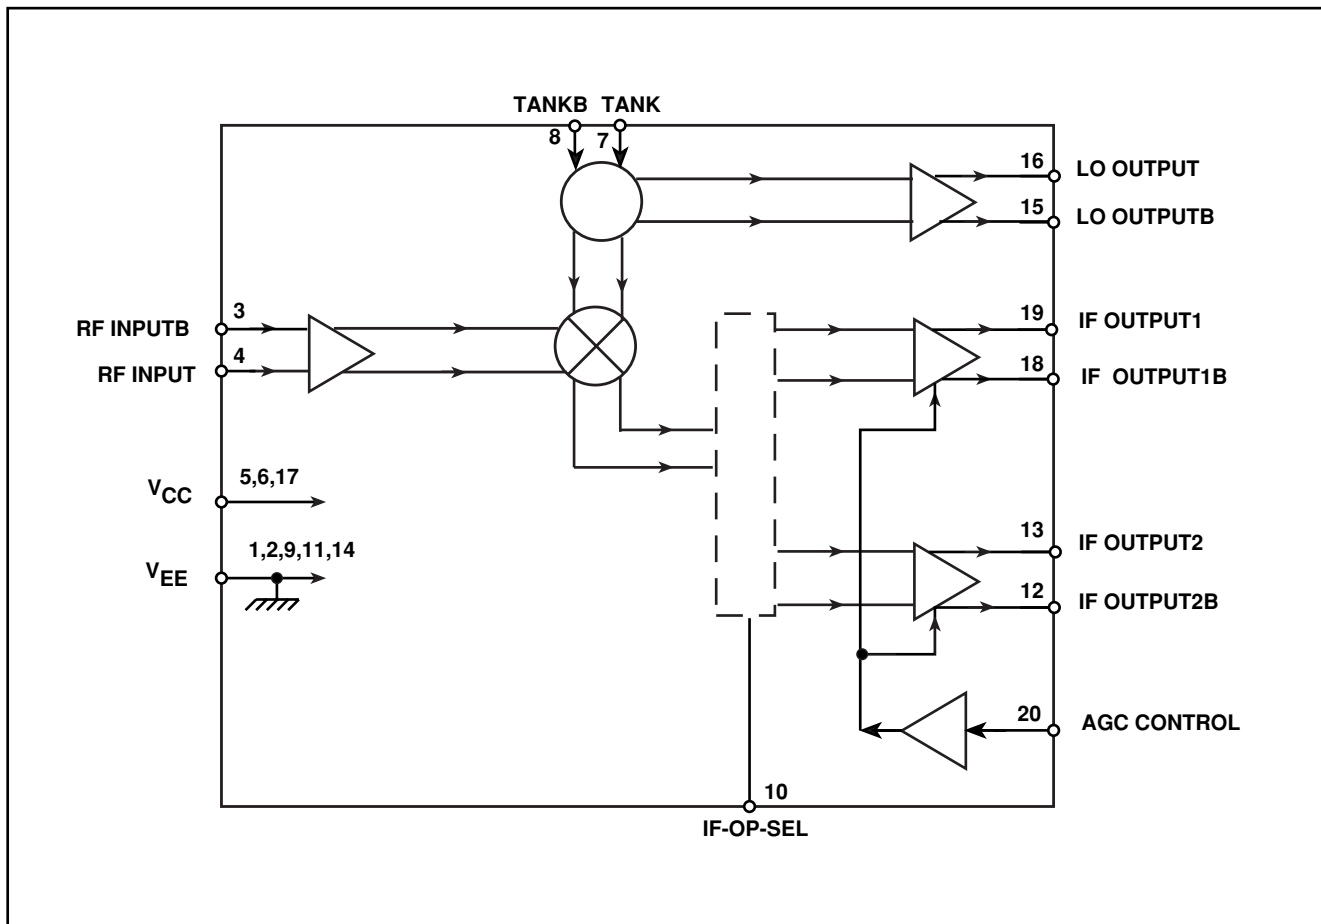 TANKB TANK
8 7
16 LO OUTPUT
15 LO OUTPUTB
RF INPUTB 3
RF INPUT 4
19 IF OUTPUT1
18 IF OUTPUT1B
VCC 5,6,17
VEE 1,2,9,11,14
13 IF OUTPUT2
12 IF OUTPUT2B
20 AGC CONTROL
10
IF-OP-SEL